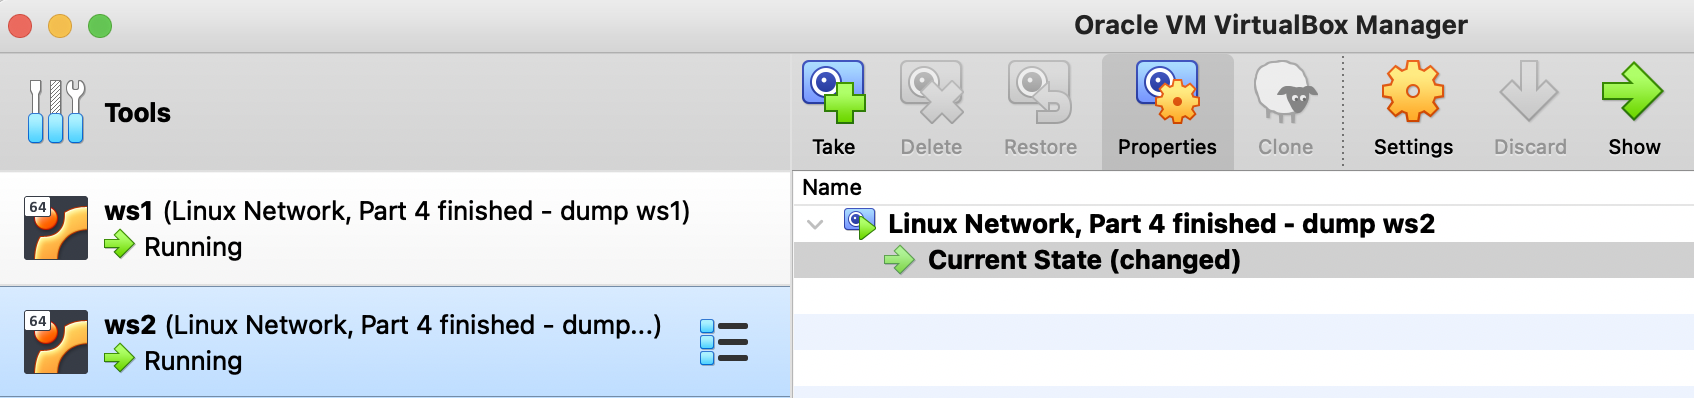 Oracle VM VirtualBox Manager
Tools
Take Delete Restore Properties Clone Settings Discard Show
64
ws1 (Linux Network, Part 4 finished - dump ws1)
Running
64
ws2 (Linux Network, Part 4 finished - dump...)
Running
Name
Linux Network, Part 4 finished - dump ws2
Current State (changed)